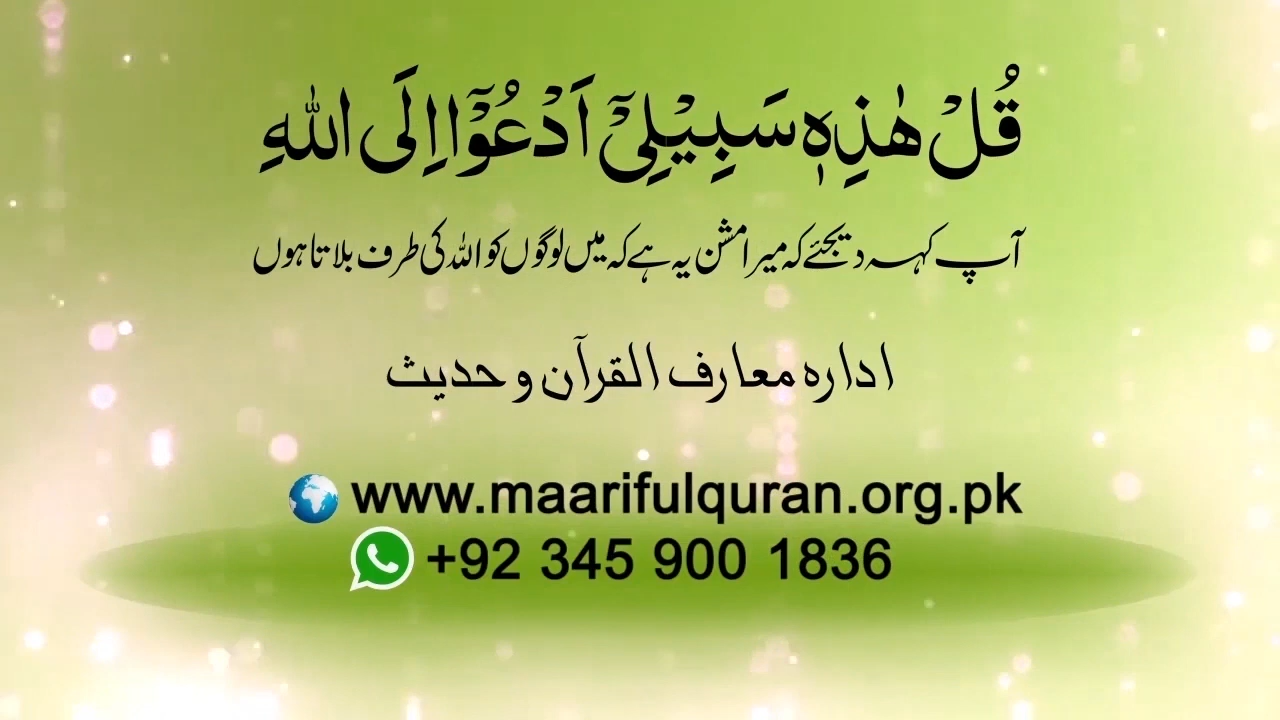 قُلْ هٰذِهٖ سَبِيْلِيْٓ اَدْعُوْٓا اِلَى اللّٰهِ
آپ کہہ دیجئے کہ میرا مشن یہ ہے کہ میں لوگوں کو اللہ کی طرف بلاتا ہوں
ادارہ معارف القرآن و حدیث
www.maarifulquran.org.pk
+92 345 900 1836